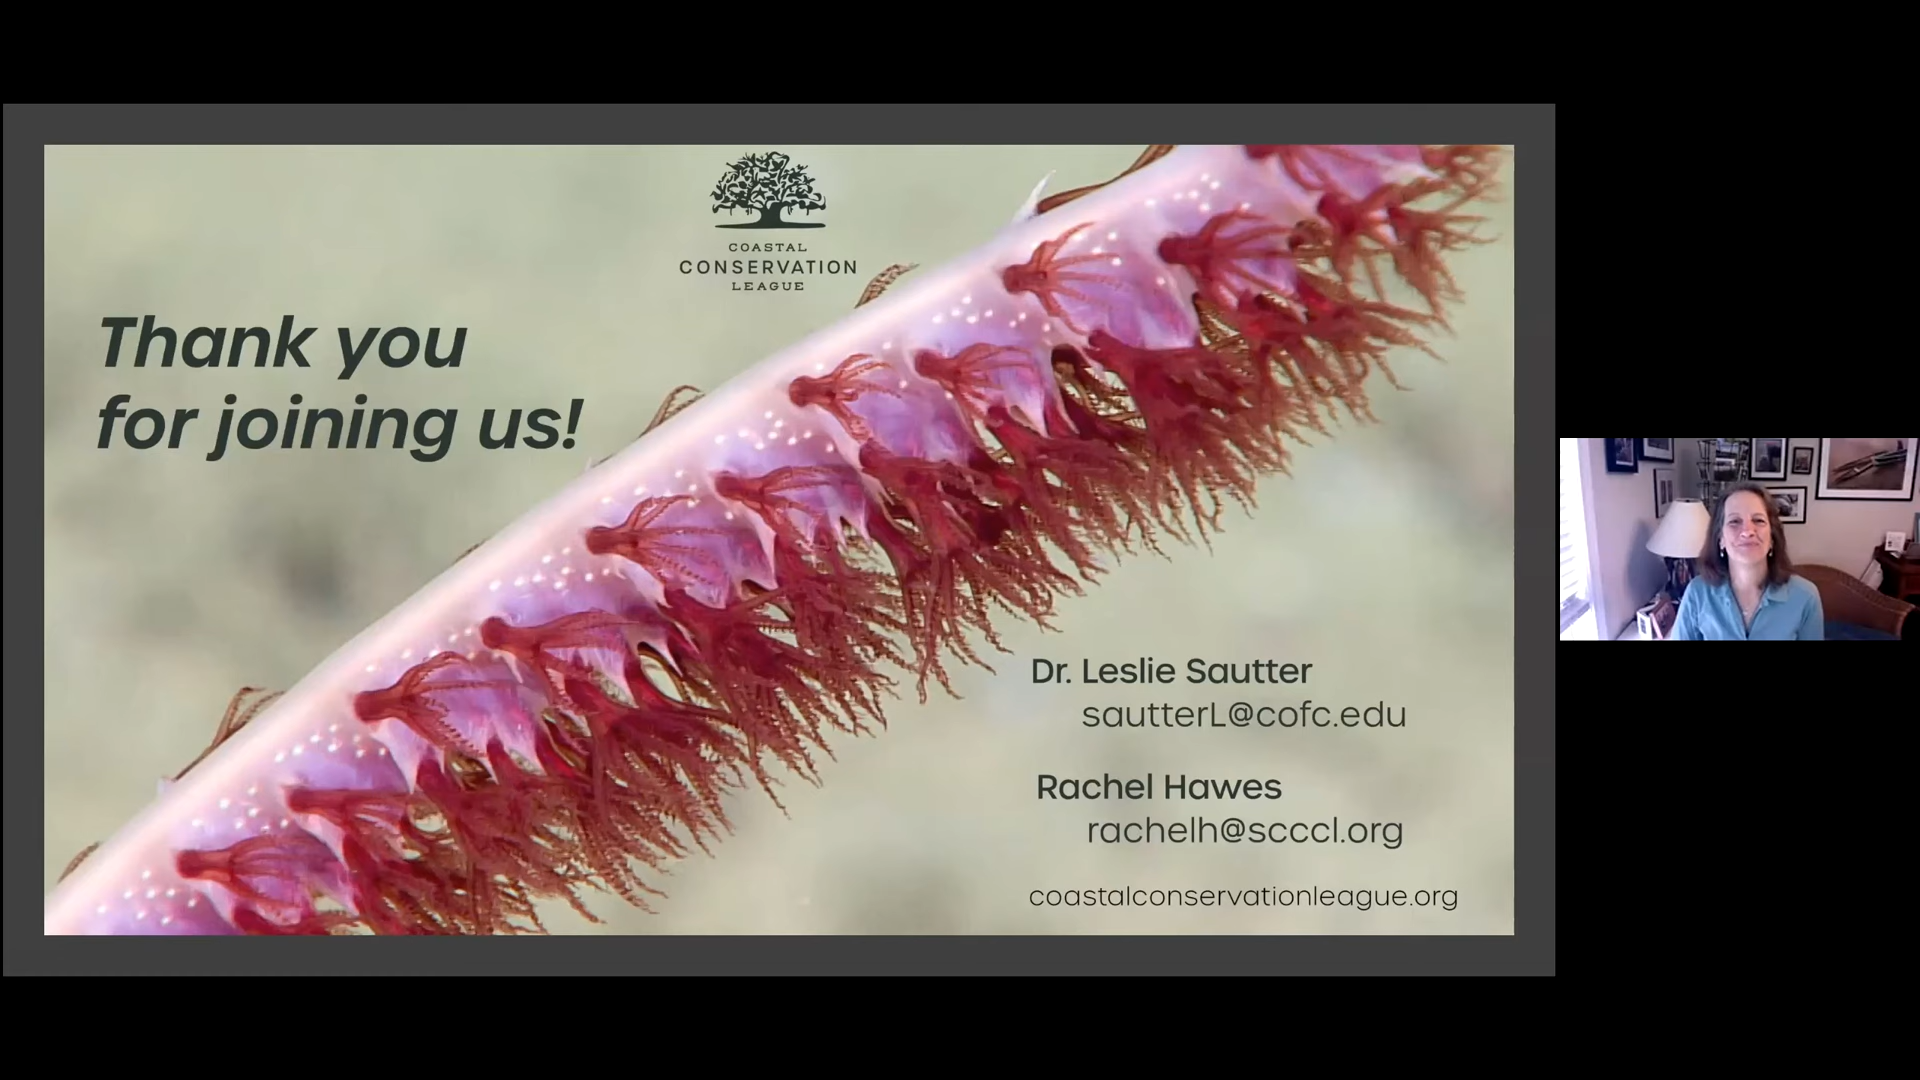 COASTAL
CONSERVATION
LEAGUE
Thank you
for joining us!
Dr. Leslie Sautter
sautterL@cofc.edu
Rachel Hawes
rachelh@scccl.org
coastalconservationleague.org